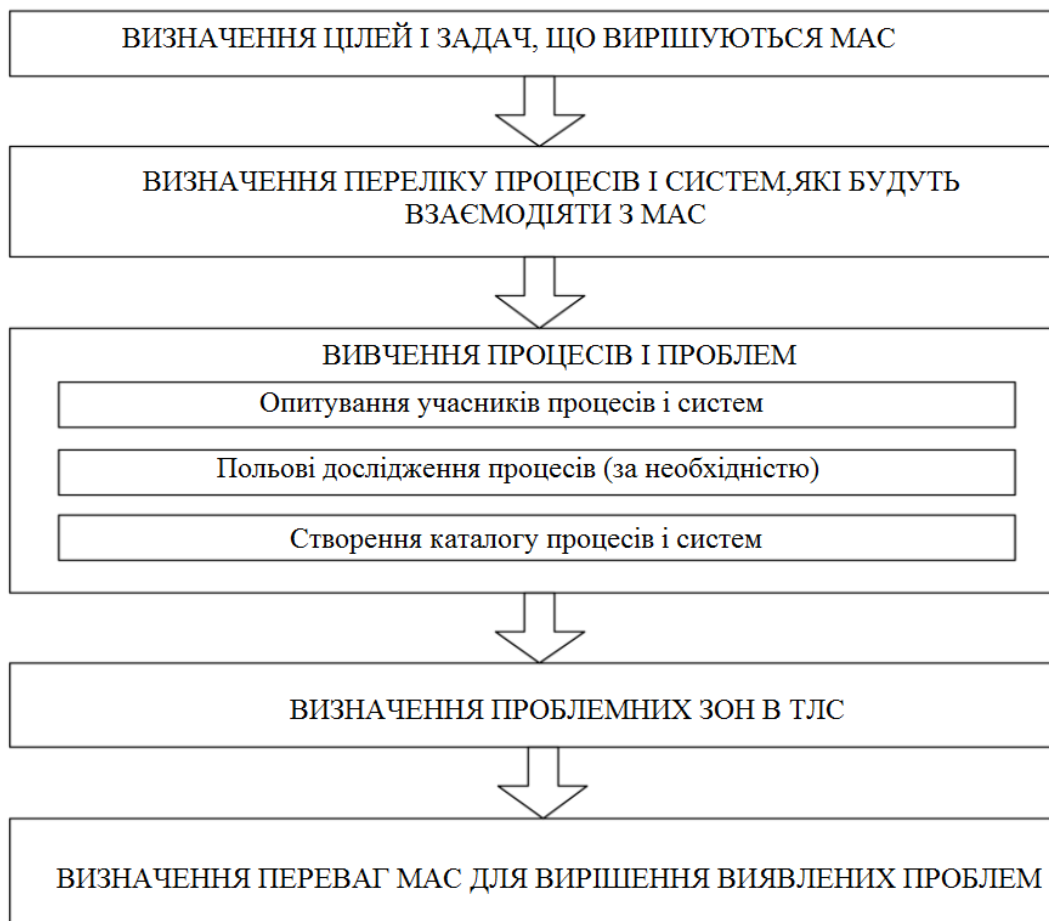 ВИЗНАЧЕННЯ ЦІЛЕЙ І ЗАДАЧ, ЩО ВИРІШУЮТЬСЯ МАС
ВИЗНАЧЕННЯ ПЕРЕЛІКУ ПРОЦЕСІВ І СИСТЕМ,ЯКІ БУДУТЬ
ВЗАЄМОДІЯТИ З МАС
ВИВЧЕННЯ ПРОЦЕСІВ І ПРОБЛЕМ
Опитування учасників процесів і систем
Польові дослідження процесів (за необхідністю)
Створення каталогу процесів і систем
ВИЗНАЧЕННЯ ПРОБЛЕМНИХ ЗОН В ТЛС
ВИЗНАЧЕННЯ ПЕРЕВАГ МАС ДЛЯ ВИРІШЕННЯ ВИЯВЛЕНИХ ПРОБЛЕМ